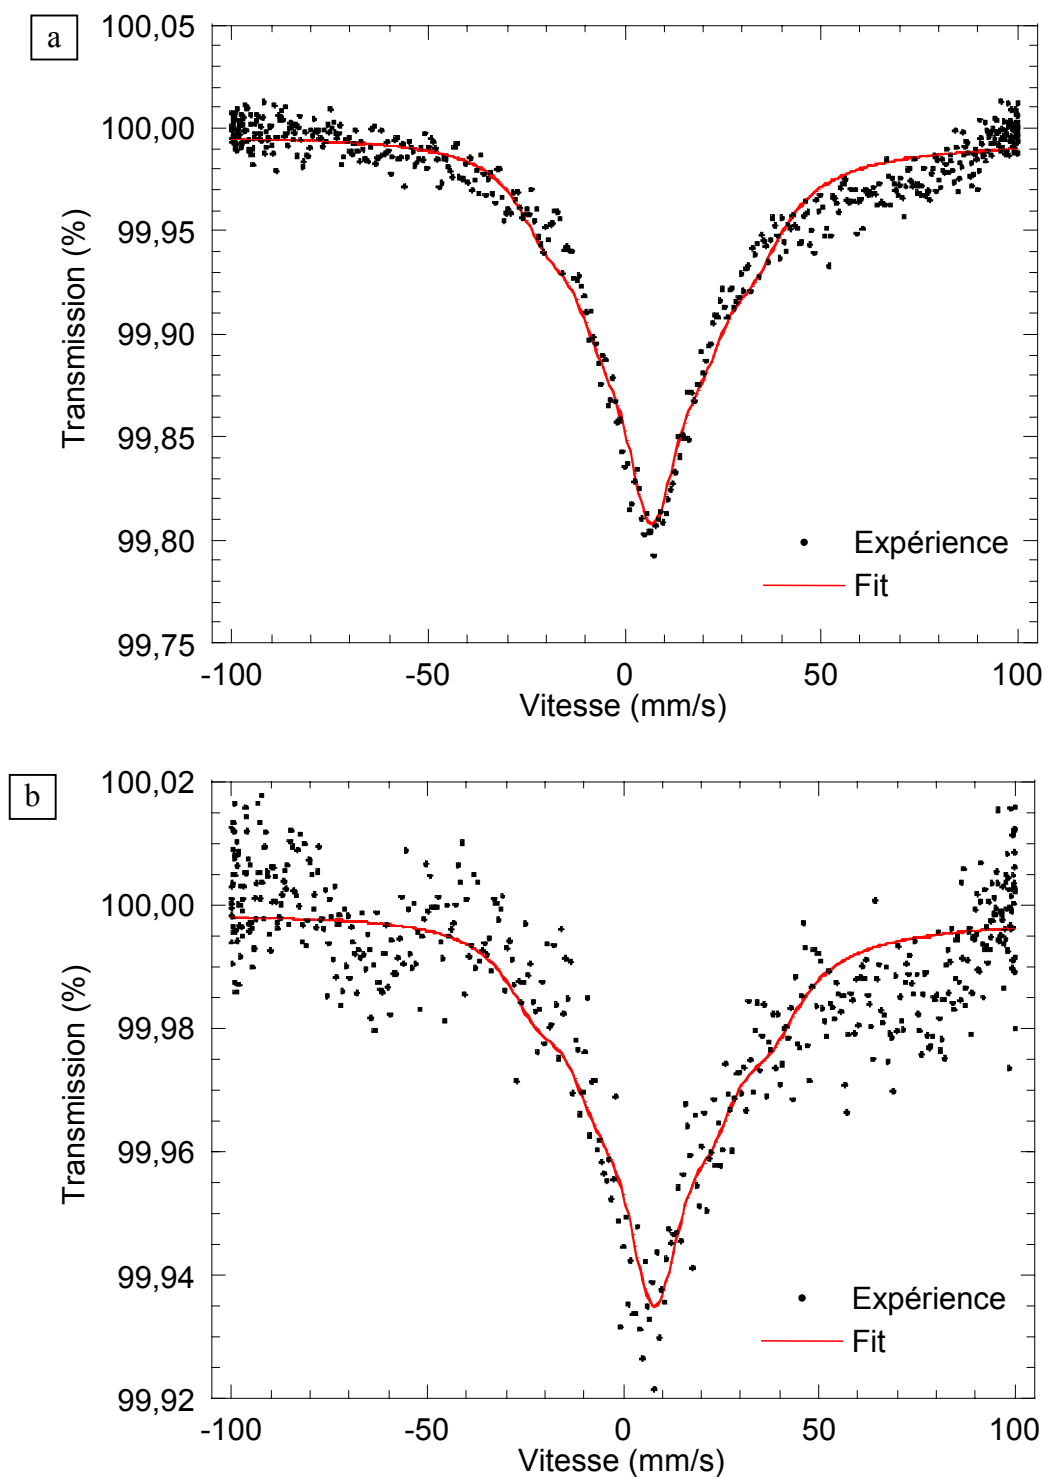 a
100,05
100,00
99,95
99,90
99,85
99,80
99,75
Transmission (%)
Expérience
Fit
-100 -50 0 50 100
Vitesse (mm/s)
b
100,02
100,00
99,98
99,96
99,94
99,92
Transmission (%)
Expérience
Fit
-100 -50 0 50 100
Vitesse (mm/s)